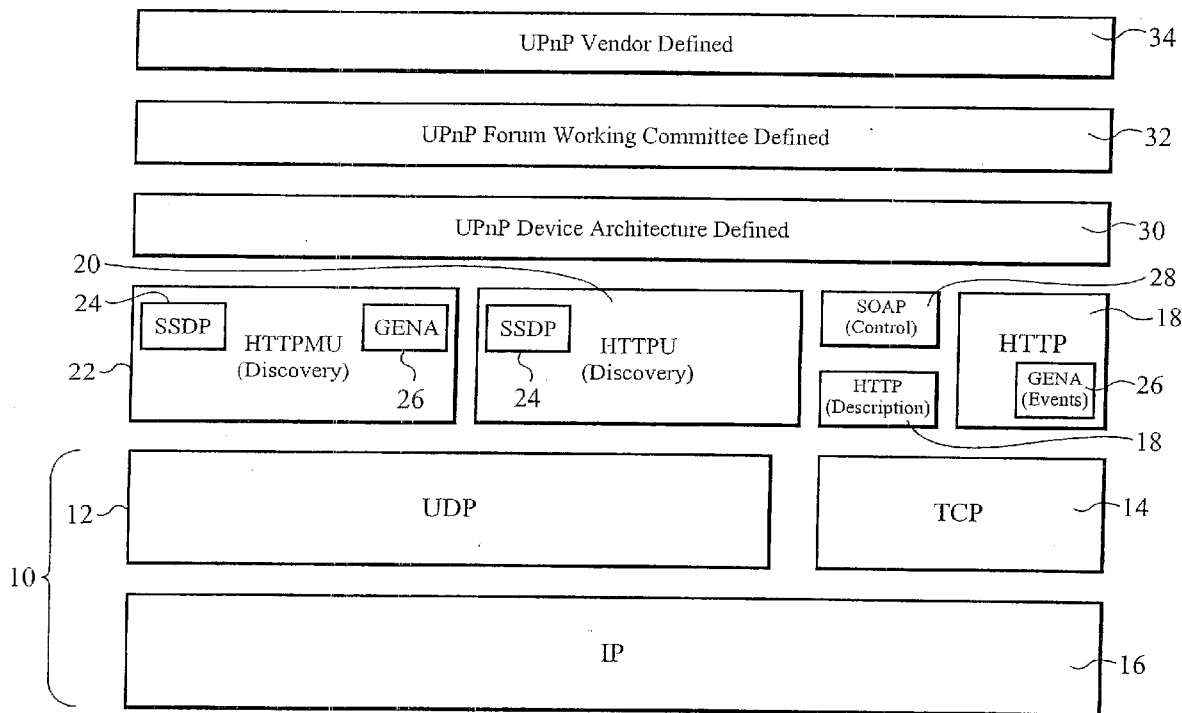 UPnP Vendor Defined
34
UPnP Forum Working Committee Defined
32
UPnP Device Architecture Defined
30
20
24
SSDP
GENA
HTTPMU
(Discovery)
22
26
SSDP
HTTPU
(Discovery)
24
28
SOAP
(Control)
18
HTTP
HTTP
(Description)
GENA
(Events)
26
18
12
UDP
TCP
14
10
IP
16